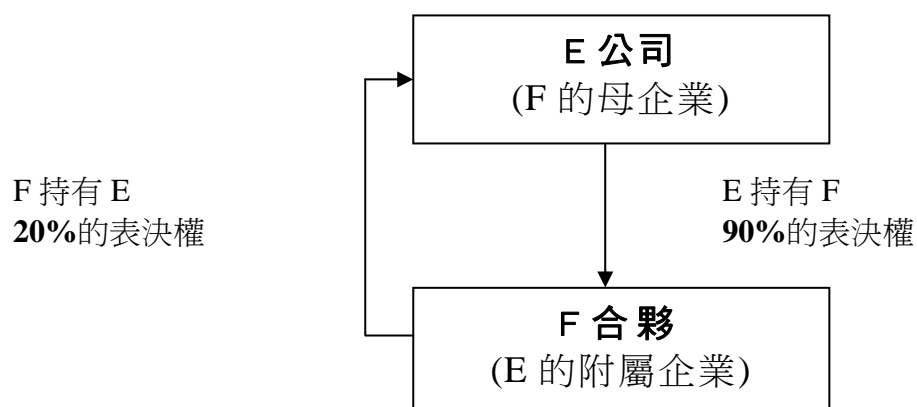 E 公司
(F 的母企業)
F 持有 E
20%的表決權
E 持有 F
90%的表決權
F 合夥
(E 的附屬企業)